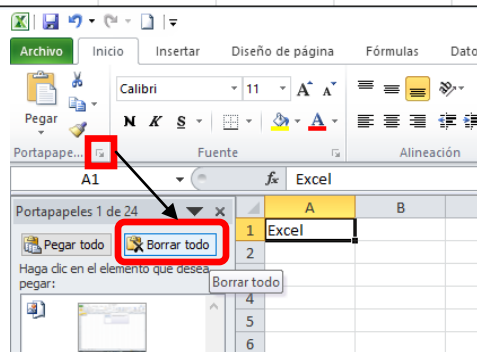 Archivo Inicio Insertar Diseño de página Fórmulas Dato
Calibri 11 A A
Pegar N K S A
Portapape... Fuente Alineación
A1 fx Excel
Portapapeles 1 de 24 A B
Pegar todo Borrar todo 1 Excel
2
Haga clic en el elemento que desea
pegar: Borrar todo
4
5
6